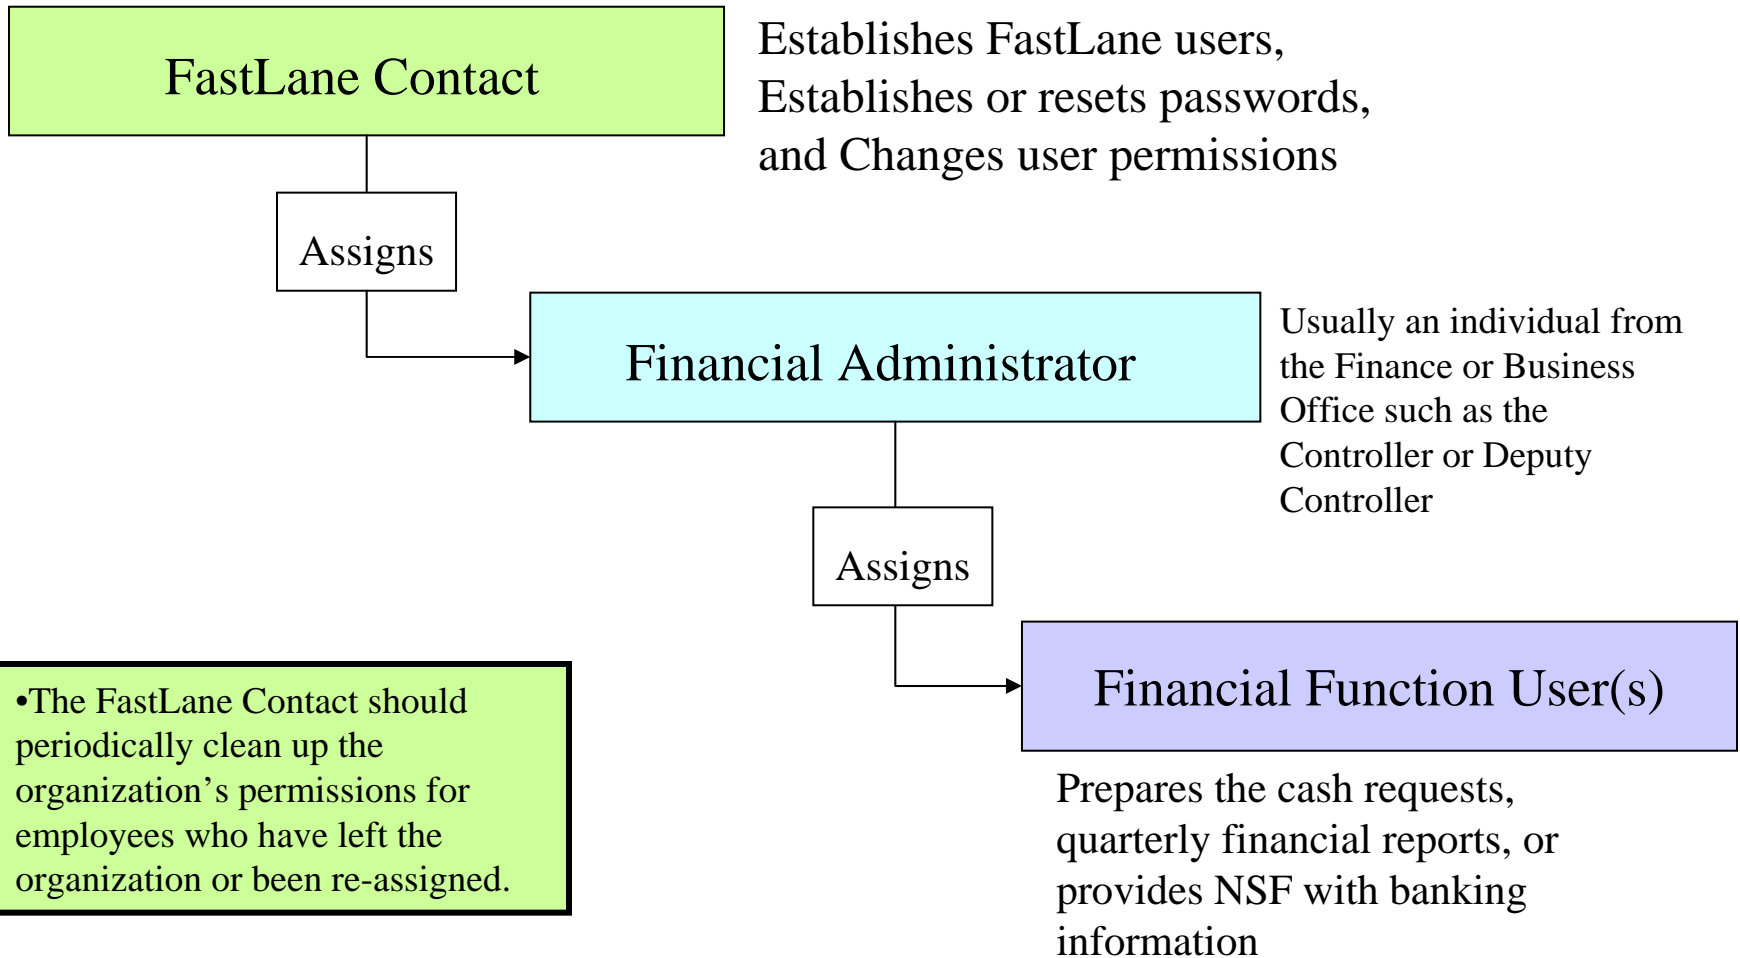 FastLane Contact
Establishes FastLane users,
Establishes or resets passwords,
and Changes user permissions
Assigns
Financial Administrator
Usually an individual from
the Finance or Business
Office such as the
Controller or Deputy
Controller
Assigns
Financial Function User(s)
Prepares the cash requests,
quarterly financial reports, or
provides NSF with banking
information
•The FastLane Contact should
periodically clean up the
organization’s permissions for
employees who have left the
organization or been re-assigned.